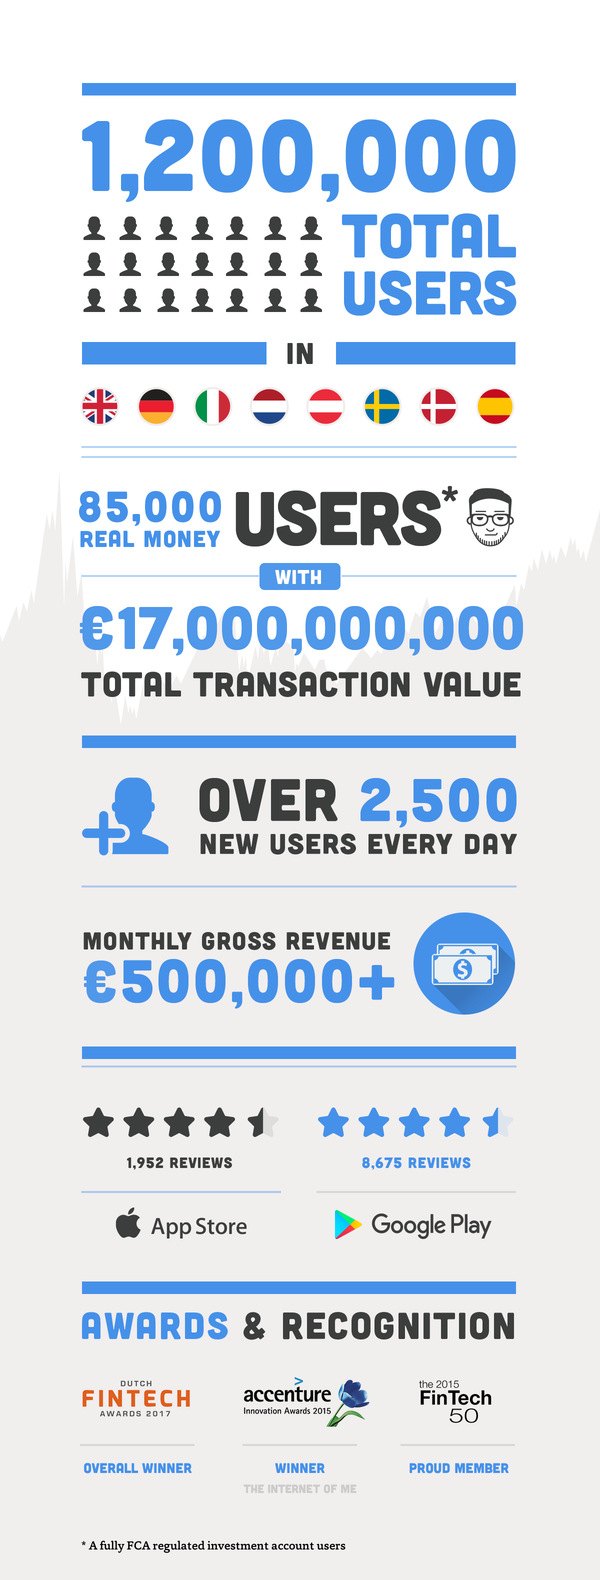 1,200,000
TOTAL
USERS
IN
85,000
REAL MONEY
USERS*
WITH
€17,000,000,000
TOTAL TRANSACTION VALUE
OVER 2,500
NEW USERS EVERY DAY
MONTHLY GROSS REVENUE
€500,000+
$
1,952 REVIEWS
8,675 REVIEWS
App Store
Google Play
AWARDS & RECOGNITION
DUTCH
FINTECH
AWARDS 2017
accenture
Innovation Awards 2015
the 2015
FinTech
50
OVERALL WINNER
WINNER
THE INTERNET OF ME
PROUD MEMBER
* A fully FCA regulated investment account users